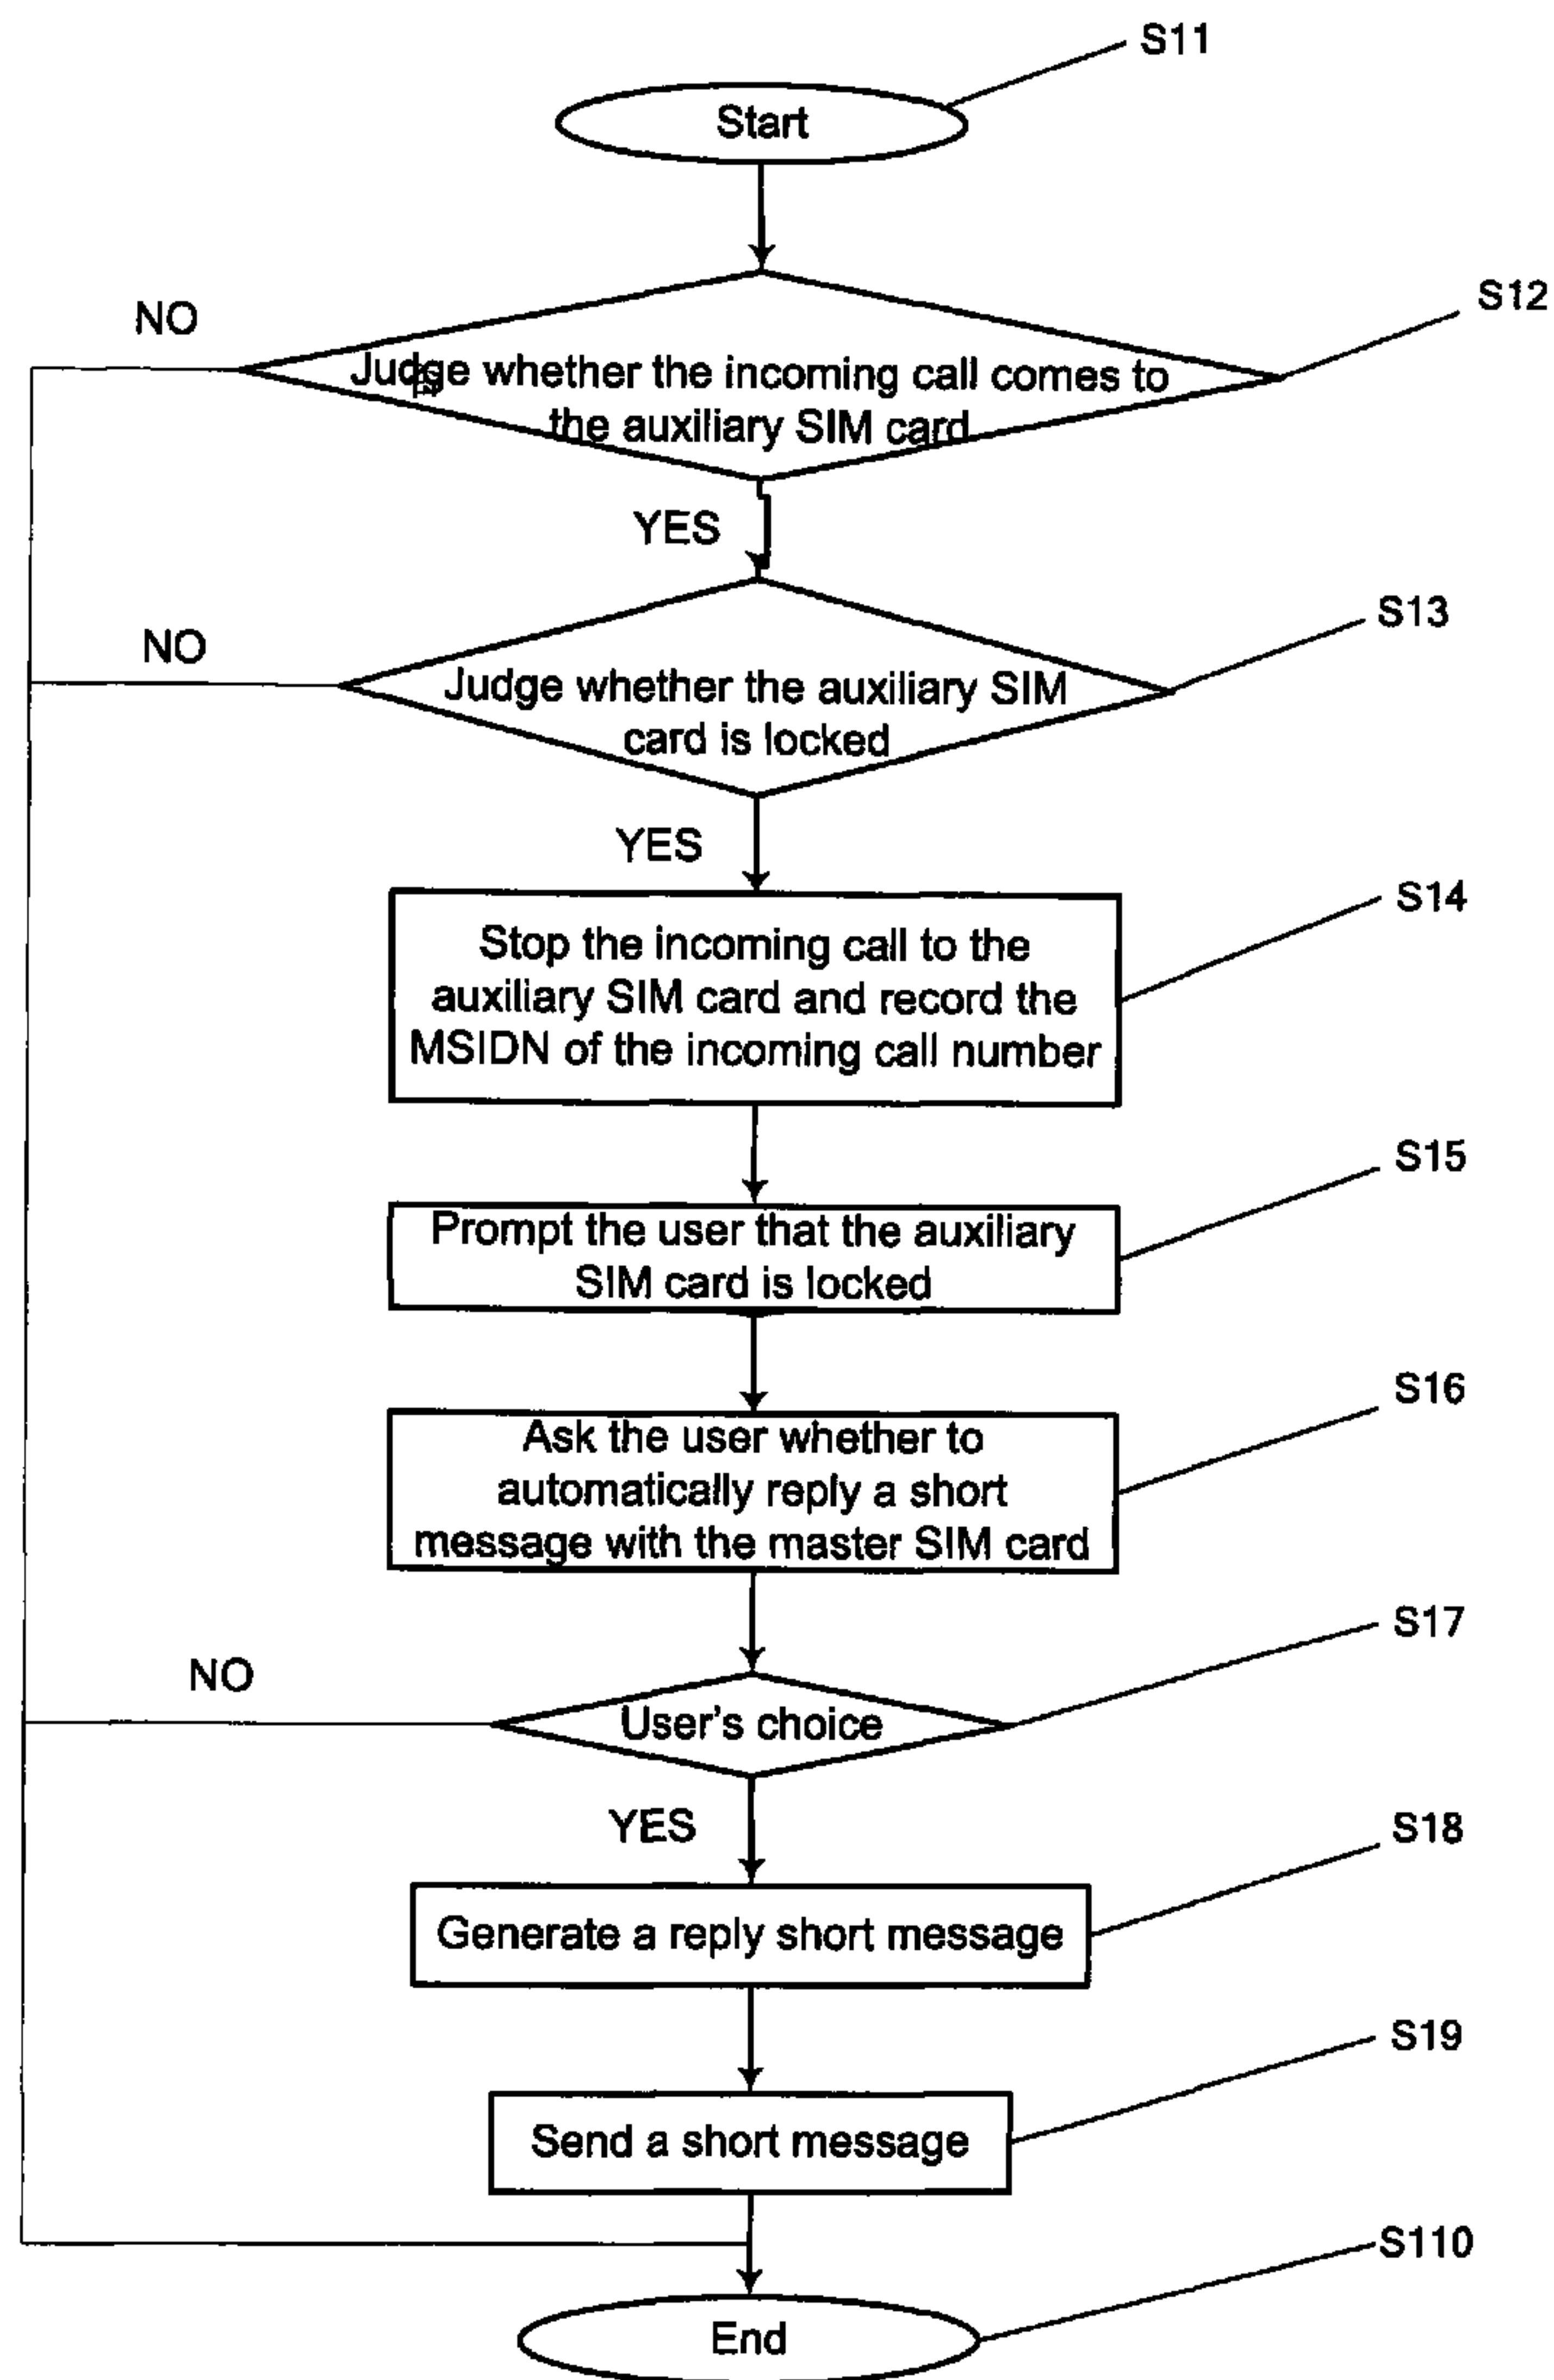 S11
Start
S12
NO
Judge whether the incoming call comes to
the auxiliary SIM card
YES
S13
NO
Judge whether the auxiliary SIM
card is locked
YES
S14
Stop the incoming call to the
auxiliary SIM card and record the
MSIDN of the incoming call number
S15
Prompt the user that the auxiliary
SIM card is locked
S16
Ask the user whether to
automatically reply a short
message with the master SIM card
S17
NO
User's choice
YES
S18
Generate a reply short message
S19
Send a short message
S110
End